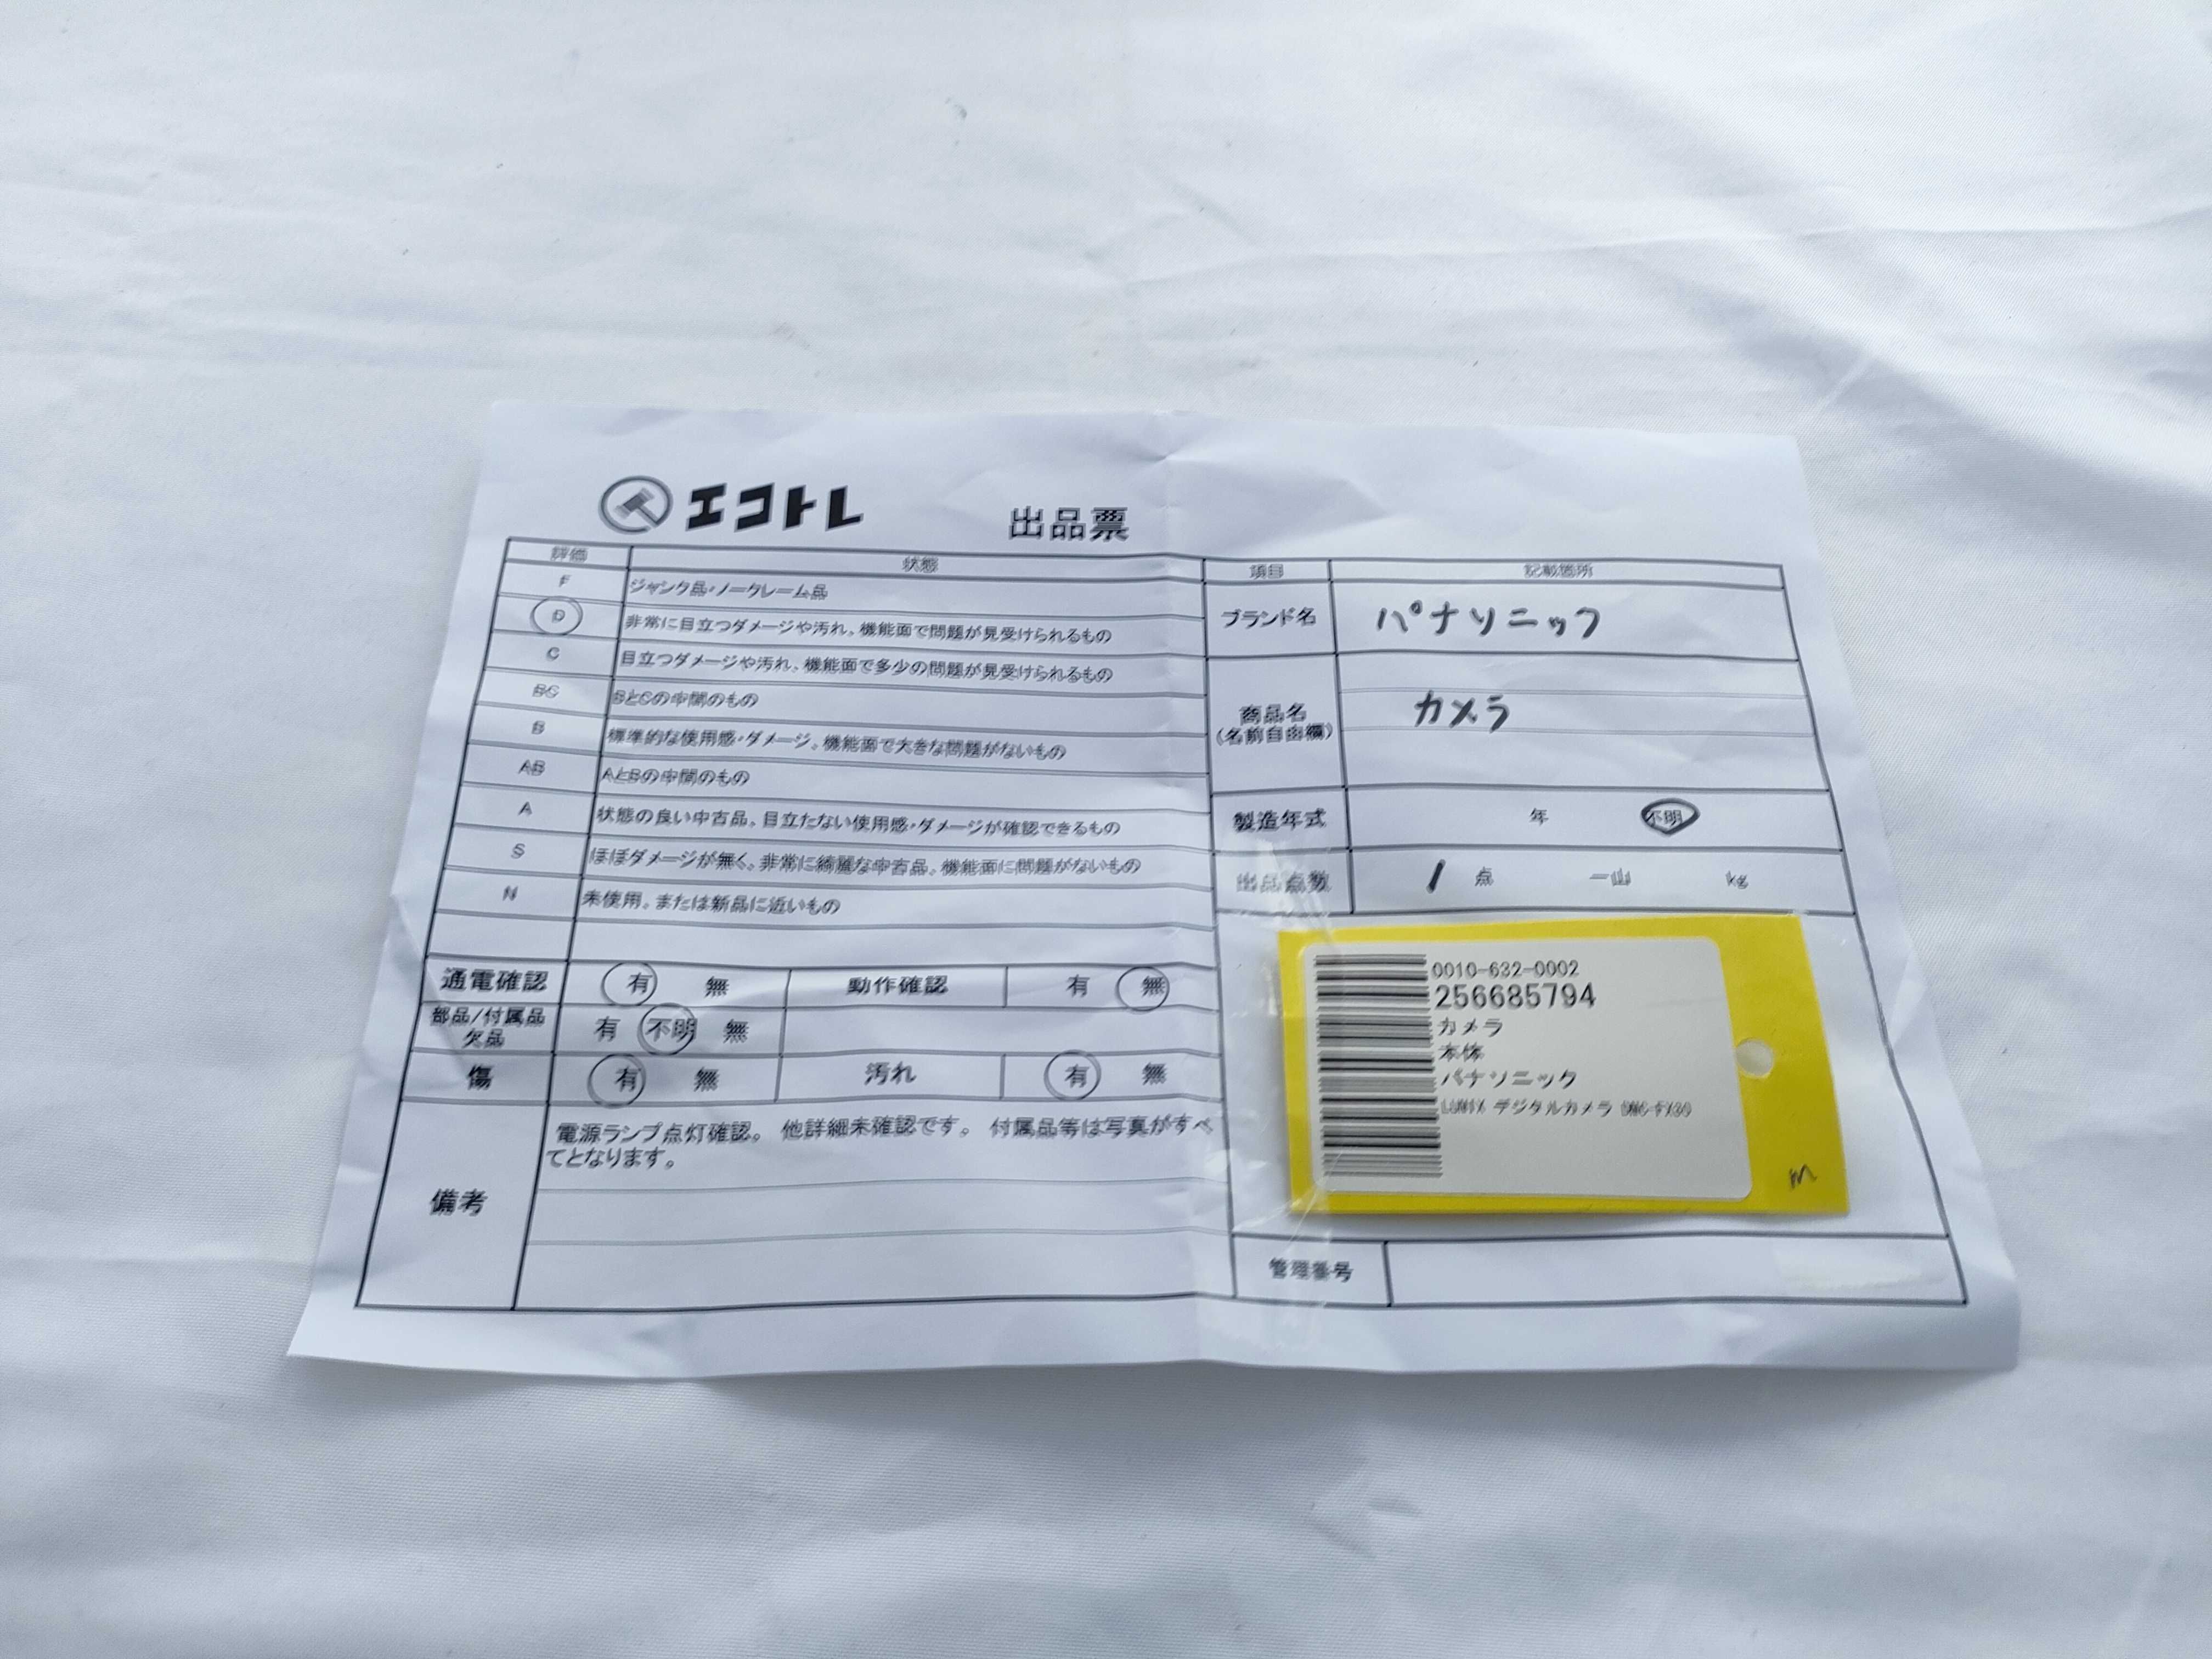 エコトレ 出品票
評価 状態
F ジャンク品・ノークレーム品
D 非常に目立つダメージや汚れ、機能面で問題が見受けられるもの
C 目立つダメージや汚れ、機能面で多少の問題が見受けられるもの
BC BとCの中間のもの
B 標準的な使用感・ダメージ、機能面で大きな問題がないもの
AB AとBの中間のもの
A 状態の良い中古品。目立たない使用感・ダメージが確認できるもの
S ほぼダメージが無く、非常に綺麗な中古品。機能面に問題がないもの
N 未使用。または新品に近いもの
通電確認 有 無 動作確認 有 無
部品/付属品 欠品 有 不明 無
傷 有 無 汚れ 有 無
備考 電源ランプ点灯確認。 他詳細未確認です。 付属品等は写真がすべ
てとなります。
項目 記載箇所
ブランド名 パナソニック
商品名 カメラ
(名前自由欄)
製造年式 年 不明
出品点数 1 点 一山 kg
0010-632-0002
256685794
カメラ
本体
パナソニック
LUMIX デジタルカメラ DMC-FX30
m
管理番号